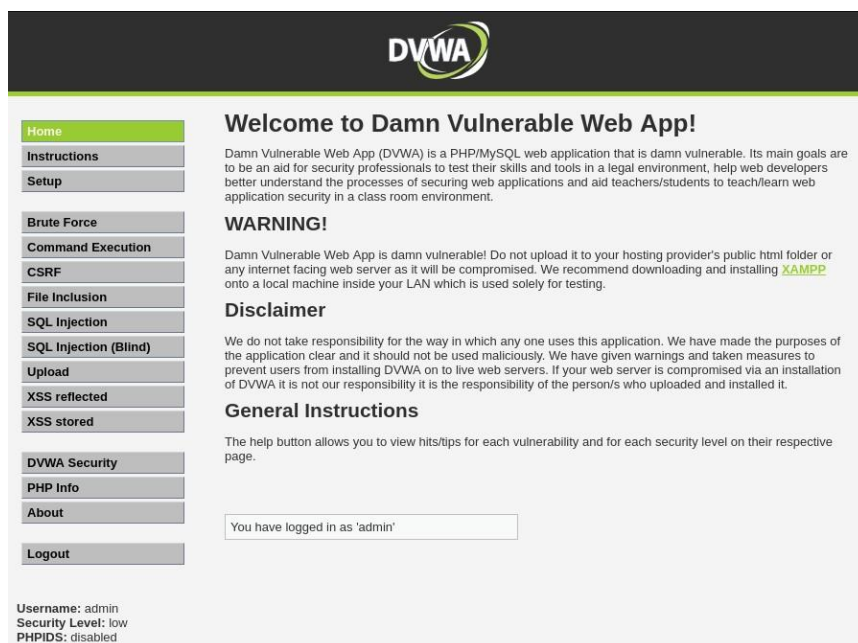 DVWA
Home
Instructions
Setup
Brute Force
Command Execution
CSRF
File Inclusion
SQL Injection
SQL Injection (Blind)
Upload
XSS reflected
XSS stored
DVWA Security
PHP Info
About
Logout
Username: admin
Security Level: low
PHPIDS: disabled
Welcome to Damn Vulnerable Web App!
Damn Vulnerable Web App (DVWA) is a PHP/MySQL web application that is damn vulnerable. Its main goals are
to be an aid for security professionals to test their skills and tools in a legal environment, help web developers
better understand the processes of securing web applications and aid teachers/students to teach/learn web
application security in a class room environment.
WARNING!
Damn Vulnerable Web App is damn vulnerable! Do not upload it to your hosting provider's public html folder or
any internet facing web server as it will be compromised. We recommend downloading and installing XAMPP
onto a local machine inside your LAN which is used solely for testing.
Disclaimer
We do not take responsibility for the way in which any one uses this application. We have made the purposes of
the application clear and it should not be used maliciously. We have given warnings and taken measures to
prevent users from installing DVWA on to live web servers. If your web server is compromised via an installation
of DVWA it is not our responsibility it is the responsibility of the person/s who uploaded and installed it.
General Instructions
The help button allows you to view hits/tips for each vulnerability and for each security level on their respective
page.
You have logged in as 'admin'